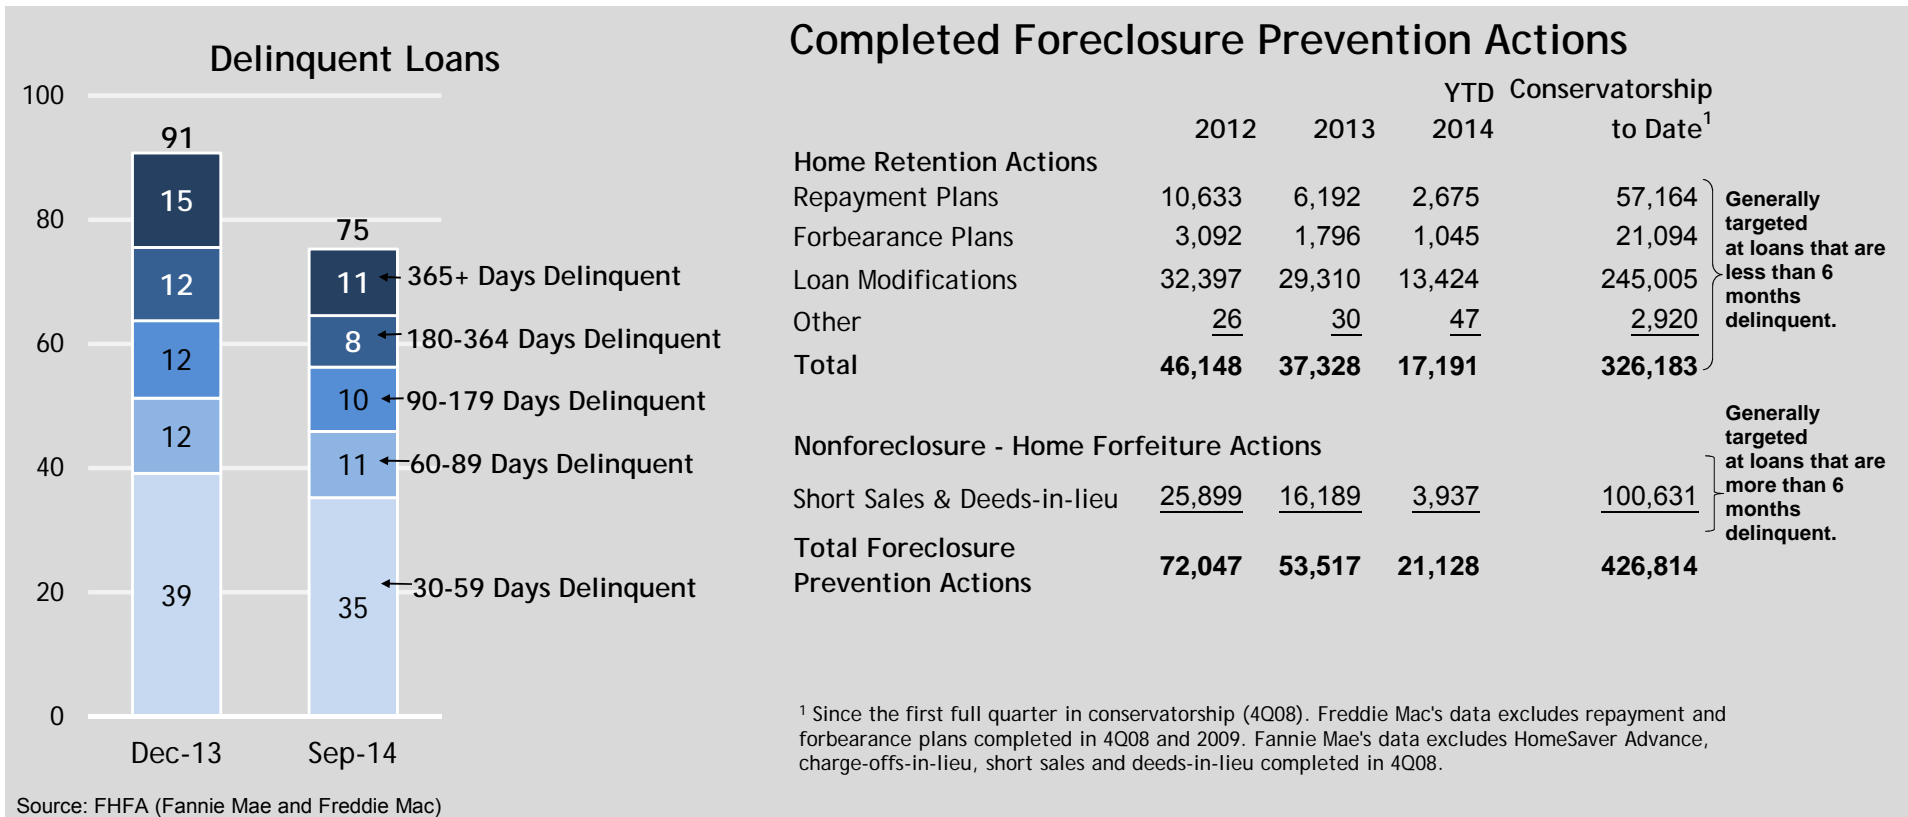 Delinquent Loans
100
80
60
40
20
0
91
15
12
12
12
39
75
11
8
10
11
35
365+ Days Delinquent
180-364 Days Delinquent
90-179 Days Delinquent
60-89 Days Delinquent
30-59 Days Delinquent
Dec-13
Sep-14
Source: FHFA (Fannie Mae and Freddie Mac)
Completed Foreclosure Prevention Actions
YTD Conservatorship
2012 2013 2014 to Date¹
Home Retention Actions
Repayment Plans 10,633 6,192 2,675 57,164
Forbearance Plans 3,092 1,796 1,045 21,094
Loan Modifications 32,397 29,310 13,424 245,005
Other 26 30 47 2,920
Total 46,148 37,328 17,191 326,183
Generally
targeted
at loans that are
less than 6
months
delinquent.
Nonforeclosure - Home Forfeiture Actions
Short Sales & Deeds-in-lieu 25,899 16,189 3,937 100,631
Total Foreclosure
Prevention Actions 72,047 53,517 21,128 426,814
Generally
targeted
at loans that are
more than 6
months
delinquent.
¹ Since the first full quarter in conservatorship (4Q08). Freddie Mac's data excludes repayment and
forbearance plans completed in 4Q08 and 2009. Fannie Mae's data excludes HomeSaver Advance,
charge-offs-in-lieu, short sales and deeds-in-lieu completed in 4Q08.